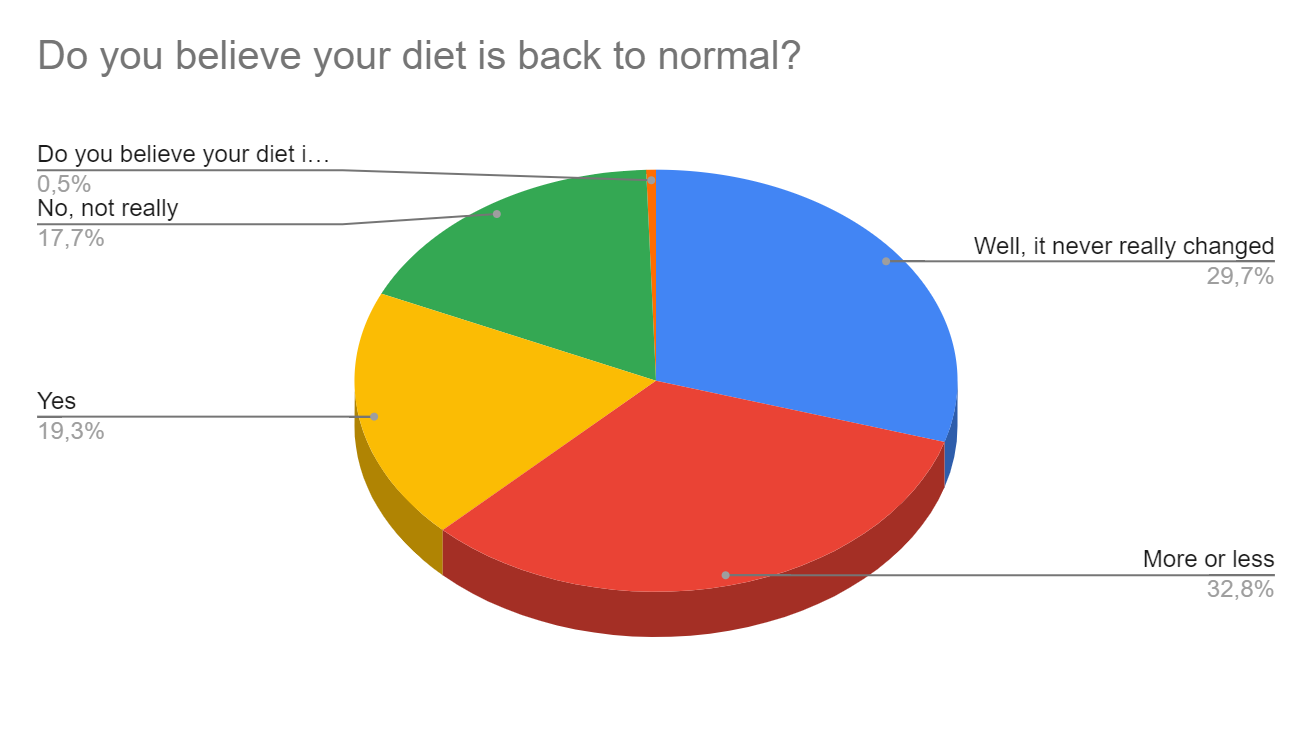 Do you believe your diet is back to normal?
Do you believe your diet i…
0,5%
No, not really
17,7%
Well, it never really changed
29,7%
Yes
19,3%
More or less
32,8%